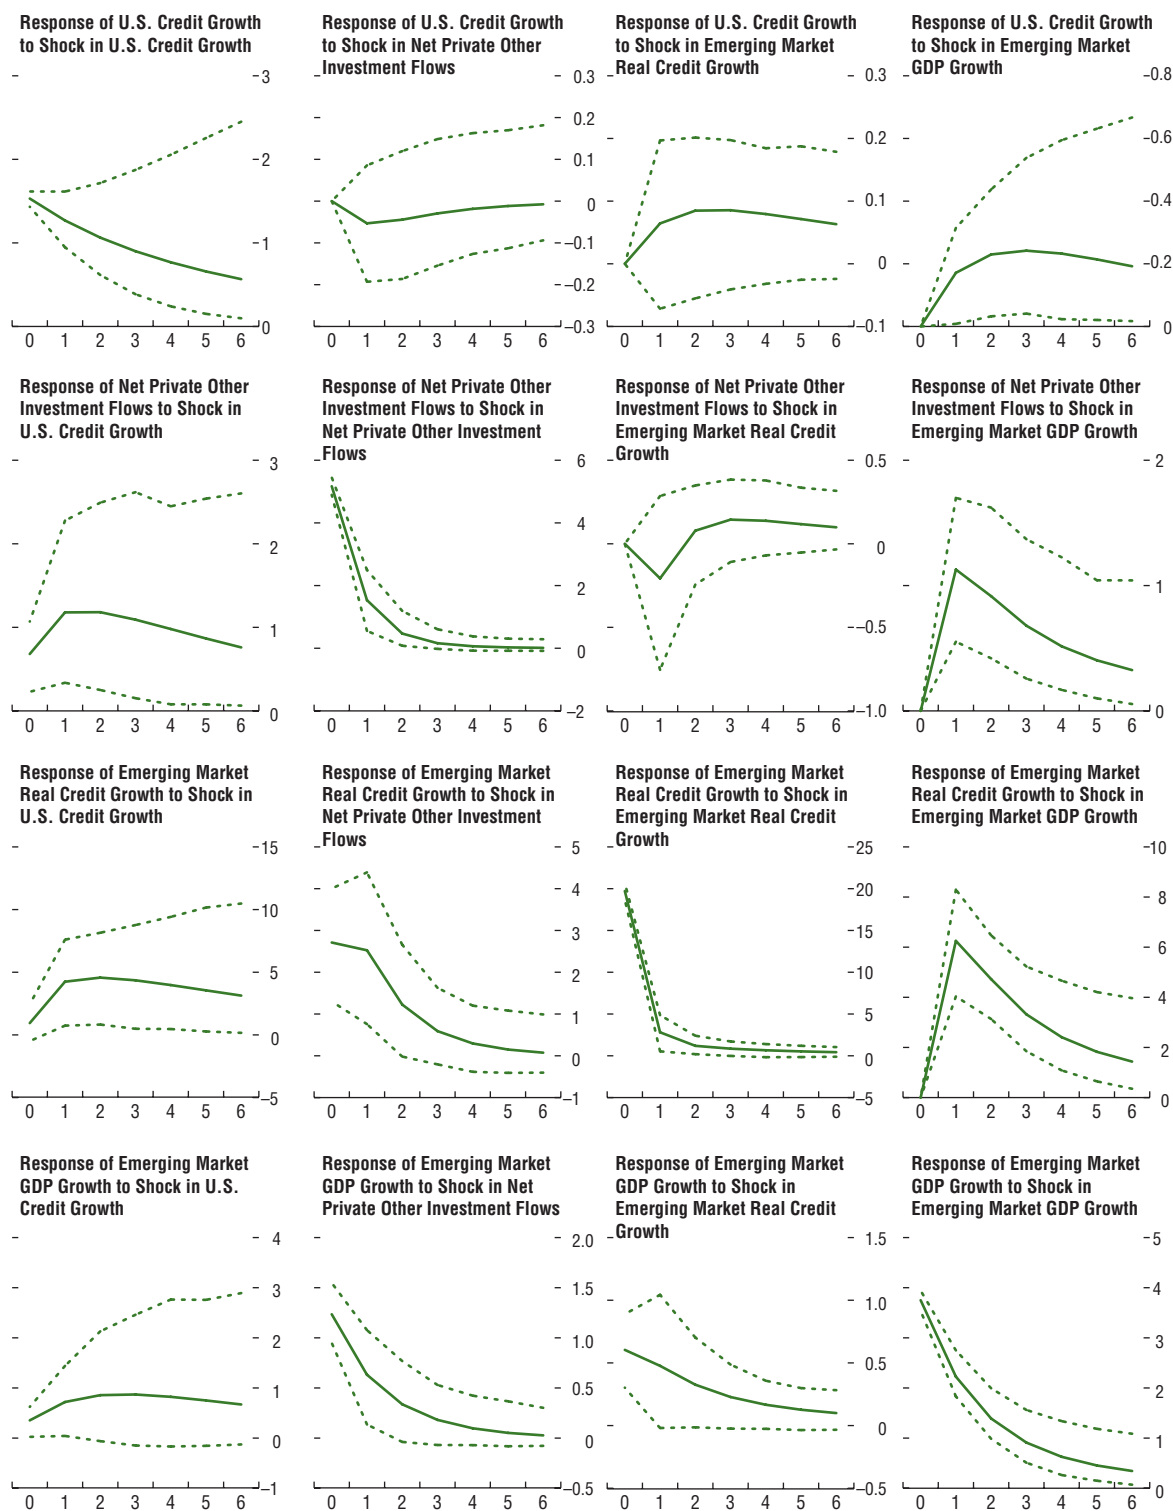 Response of U.S. Credit Growth
to Shock in U.S. Credit Growth
3
2
1
0
0 1 2 3 4 5 6
Response of U.S. Credit Growth
to Shock in Net Private Other
Investment Flows
0.3
0.2
0.1
0
–0.1
–0.2
–0.3
0 1 2 3 4 5 6
Response of U.S. Credit Growth
to Shock in Emerging Market
Real Credit Growth
0.3
0.2
0.1
0
–0.1
0 1 2 3 4 5 6
Response of U.S. Credit Growth
to Shock in Emerging Market
GDP Growth
0.8
0.6
0.4
0.2
0
0 1 2 3 4 5 6
Response of Net Private Other
Investment Flows to Shock in
U.S. Credit Growth
3
2
1
0
0 1 2 3 4 5 6
Response of Net Private Other
Investment Flows to Shock in
Net Private Other Investment
Flows
6
4
2
0
–2
0 1 2 3 4 5 6
Response of Net Private Other
Investment Flows to Shock in
Emerging Market Real Credit
Growth
0.5
0
–0.5
–1.0
0 1 2 3 4 5 6
Response of Net Private Other
Investment Flows to Shock in
Emerging Market GDP Growth
2
1
0
0 1 2 3 4 5 6
Response of Emerging Market
Real Credit Growth to Shock in
U.S. Credit Growth
15
10
5
0
–5
0 1 2 3 4 5 6
Response of Emerging Market
Real Credit Growth to Shock in
Net Private Other Investment
Flows
5
4
3
2
1
0
–1
0 1 2 3 4 5 6
Response of Emerging Market
Real Credit Growth to Shock in
Emerging Market Real Credit
Growth
25
20
15
10
5
0
–5
0 1 2 3 4 5 6
Response of Emerging Market
Real Credit Growth to Shock in
Emerging Market GDP Growth
10
8
6
4
2
0
0 1 2 3 4 5 6
Response of Emerging Market
GDP Growth to Shock in U.S.
Credit Growth
4
3
2
1
0
–1
0 1 2 3 4 5 6
Response of Emerging Market
GDP Growth to Shock in Net
Private Other Investment Flows
2.0
1.5
1.0
0.5
0
–0.5
0 1 2 3 4 5 6
Response of Emerging Market
GDP Growth to Shock in
Emerging Market Real Credit
Growth
1.5
1.0
0.5
0
–0.5
0 1 2 3 4 5 6
Response of Emerging Market
GDP Growth to Shock in
Emerging Market GDP Growth
5
4
3
2
1
0
0 1 2 3 4 5 6